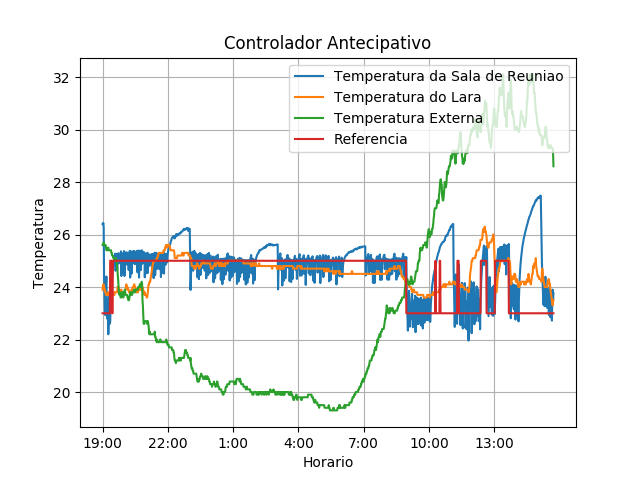 Controlador Antecipativo
Temperatura da Sala de Reuniao
Temperatura do Lara
Temperatura Externa
Referencia
Temperatura
32
30
28
26
24
22
20
19:00 22:00 1:00 4:00 7:00 10:00 13:00
Horario